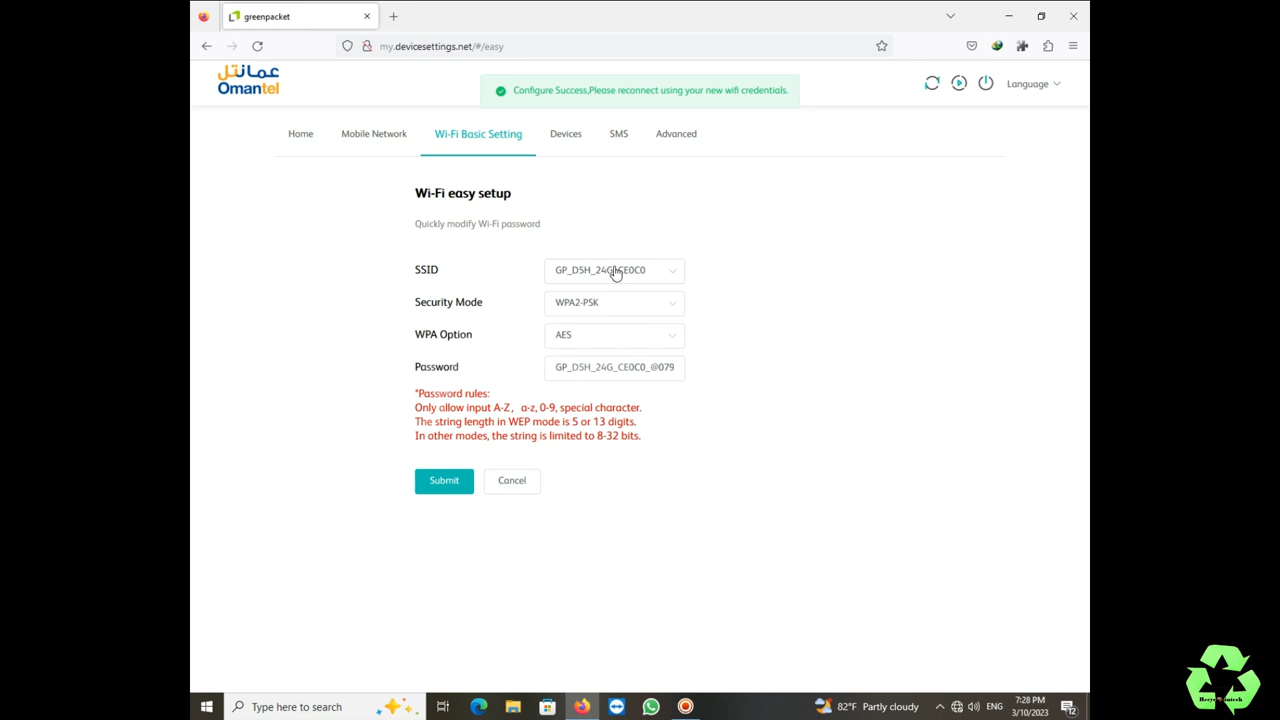 greenpacket
my.devicesettings.net/#/easy
عمانتل
Omantel
Configure Success,Please reconnect using your new wifi credentials.
Language
Home
Mobile Network
Wi-Fi Basic Setting
Devices
SMS
Advanced
Wi-Fi easy setup
Quickly modify Wi-Fi password
SSID
GP_D5H_24G_CE0C0
Security Mode
WPA2-PSK
WPA Option
AES
Password
GP_D5H_24G_CE0C0_@079
*Password rules:
Only allow input A-Z， a-z, 0-9, special character.
The string length in WEP mode is 5 or 13 digits.
In other modes, the string is limited to 8-32 bits.
Submit
Cancel
Type here to search
82°F Partly cloudy
ENG
7:28 PM
3/10/2023
12